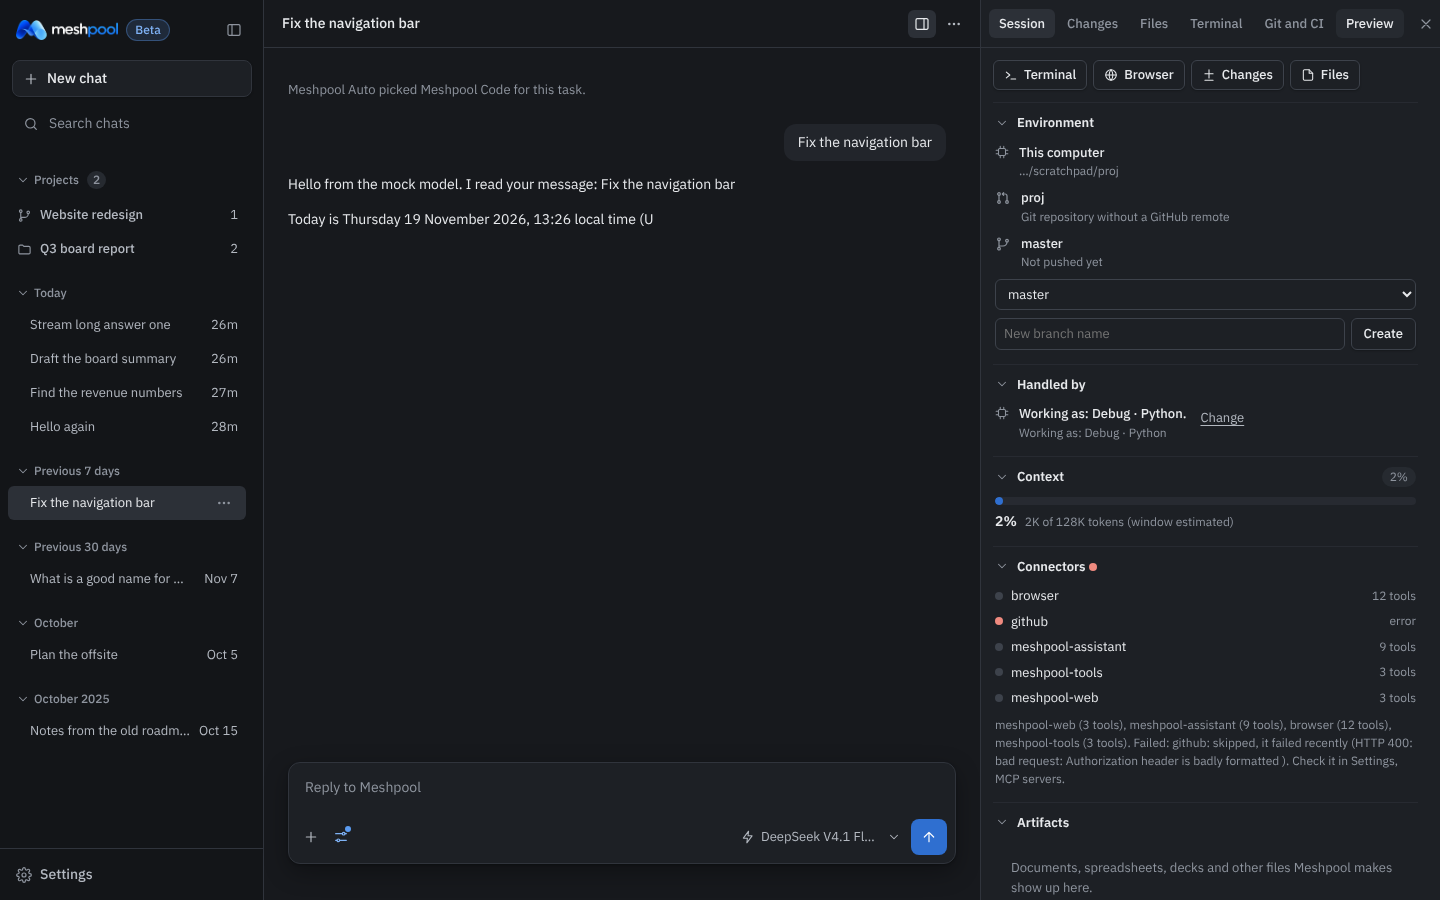 meshpool Beta
New chat
Search chats
Projects 2
Website redesign 1
Q3 board report 2
Today
Stream long answer one 26m
Draft the board summary 26m
Find the revenue numbers 27m
Hello again 28m
Previous 7 days
Fix the navigation bar
Previous 30 days
What is a good name for ... Nov 7
October
Plan the offsite Oct 5
October 2025
Notes from the old roadm... Oct 15
Settings
Fix the navigation bar
Meshpool Auto picked Meshpool Code for this task.
Fix the navigation bar
Hello from the mock model. I read your message: Fix the navigation bar
Today is Thursday 19 November 2026, 13:26 local time (U
Reply to Meshpool
DeepSeek V4.1 Fl...
Session Changes Files Terminal Git and CI Preview
Terminal Browser Changes Files
Environment
This computer
.../scratchpad/proj
proj
Git repository without a GitHub remote
master
Not pushed yet
master
New branch name Create
Handled by
Working as: Debug · Python. Change
Working as: Debug · Python
Context 2%
2% 2K of 128K tokens (window estimated)
Connectors
browser 12 tools
github error
meshpool-assistant 9 tools
meshpool-tools 3 tools
meshpool-web 3 tools
meshpool-web (3 tools), meshpool-assistant (9 tools), browser (12 tools),
meshpool-tools (3 tools). Failed: github: skipped, it failed recently (HTTP 400:
bad request: Authorization header is badly formatted ). Check it in Settings,
MCP servers.
Artifacts
Documents, spreadsheets, decks and other files Meshpool makes
show up here.